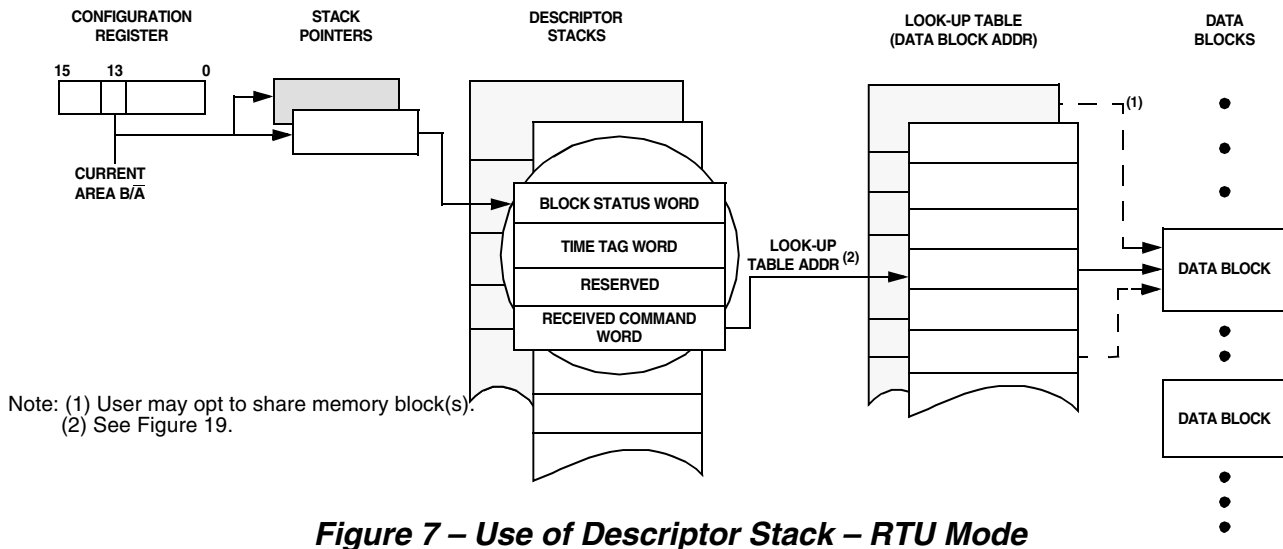 CONFIGURATION
REGISTER
STACK
POINTERS
DESCRIPTOR
STACKS
LOOK-UP TABLE
(DATA BLOCK ADDR)
DATA
BLOCKS
15 13 0
CURRENT
AREA B/A̅
BLOCK STATUS WORD
TIME TAG WORD
RESERVED
RECEIVED COMMAND
WORD
LOOK-UP
TABLE ADDR (2)
(1)
DATA BLOCK
DATA BLOCK
Note: (1) User may opt to share memory block(s).
(2) See Figure 19.
Figure 7 – Use of Descriptor Stack – RTU Mode